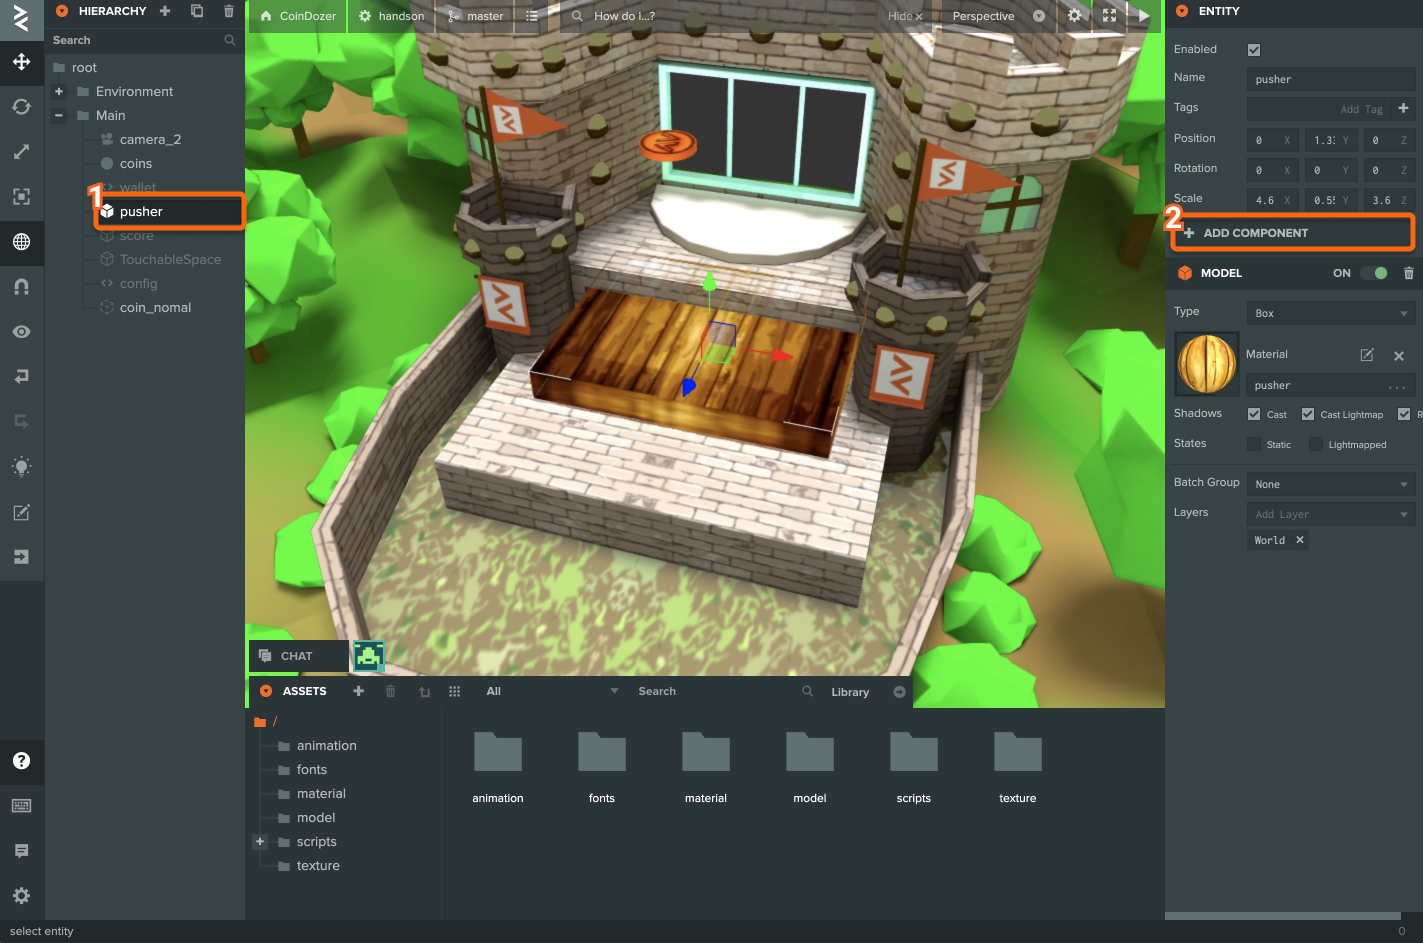 HIERARCHY
Search
root
Environment
Main
camera_2
coins
wallet
1
pusher
score
TouchableSpace
config
coin_nomal
CoinDozer
handson
master
How do I...?
Hide
Perspective
ENTITY
Enabled
Name
pusher
Tags
Add Tag
Position
0 X
1.3 Y
0 Z
Rotation
0 X
0 Y
0 Z
Scale
4.6 X
0.55 Y
3.6 Z
2
ADD COMPONENT
MODEL
ON
Type
Box
Material
pusher
...
Shadows
Cast
Cast Lightmap
R
States
Static
Lightmapped
Batch Group
None
Layers
Add Layer
World
CHAT
ASSETS
All
Search
Library
/
animation
fonts
material
model
scripts
texture
animation
fonts
material
model
scripts
texture
select entity
0